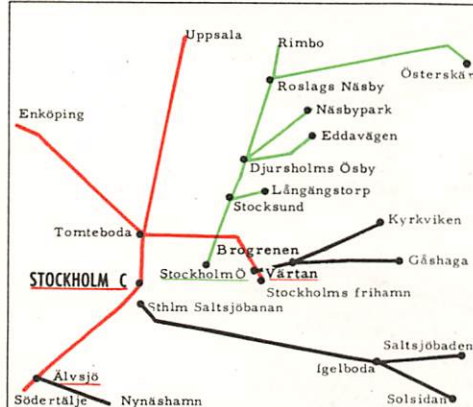 Uppsala
Rimbo
Österskär
Roslags Näsby
Enköping
Näsbypark
Eddavägen
Djursholms Ösby
Långängstorp
Stocksund
Kyrkviken
Tomteboda
Brogrenen
Gåshaga
Stockholm Ö
Värtan
STOCKHOLM C
Stockholms frihamn
Sthlm Saltsjöbanan
Saltsjöbaden
Igelboda
Älvsjö
Solsidan
Södertälje
Nynäshamn